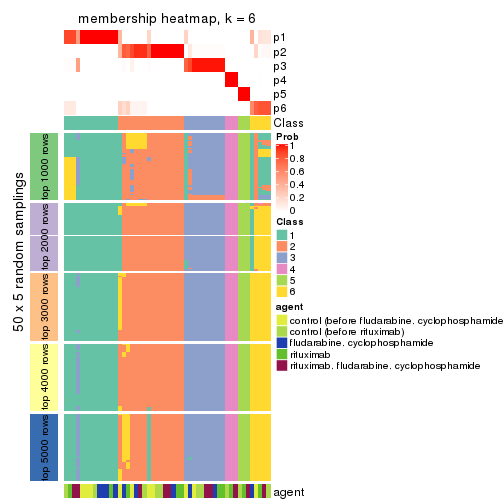 membership heatmap, k = 6
p1
p2
p3
p4
p5
p6
Class
50 x 5 random samplings
top 1000 rows
top 2000 rows
top 3000 rows
top 4000 rows
top 5000 rows
Prob
1
0.8
0.6
0.4
0.2
0
Class
1
2
3
4
5
6
agent
control (before fludarabine. cyclophosphamide
control (before rituximab)
fludarabine. cyclophosphamide
rituximab
rituximab. fludarabine. cyclophosphamide
agent